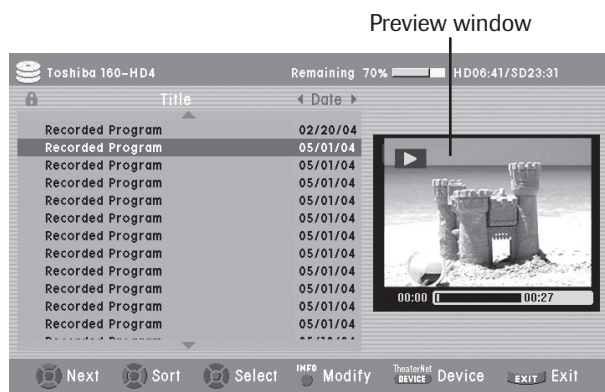 Preview window
Toshiba 160-HD4 Remaining 70% HD06:41/SD23:31
Title Date
Recorded Program 02/20/04
Recorded Program 05/01/04
Recorded Program 05/01/04
Recorded Program 05/01/04
Recorded Program 05/01/04
Recorded Program 05/01/04
Recorded Program 05/01/04
Recorded Program 05/01/04
Recorded Program 05/01/04
Recorded Program 05/01/04
Recorded Program 05/01/04
Recorded Program 05/01/04
00:00 00:27
Next Sort Select INFO Modify TheaterNet DEVICE Device EXIT Exit